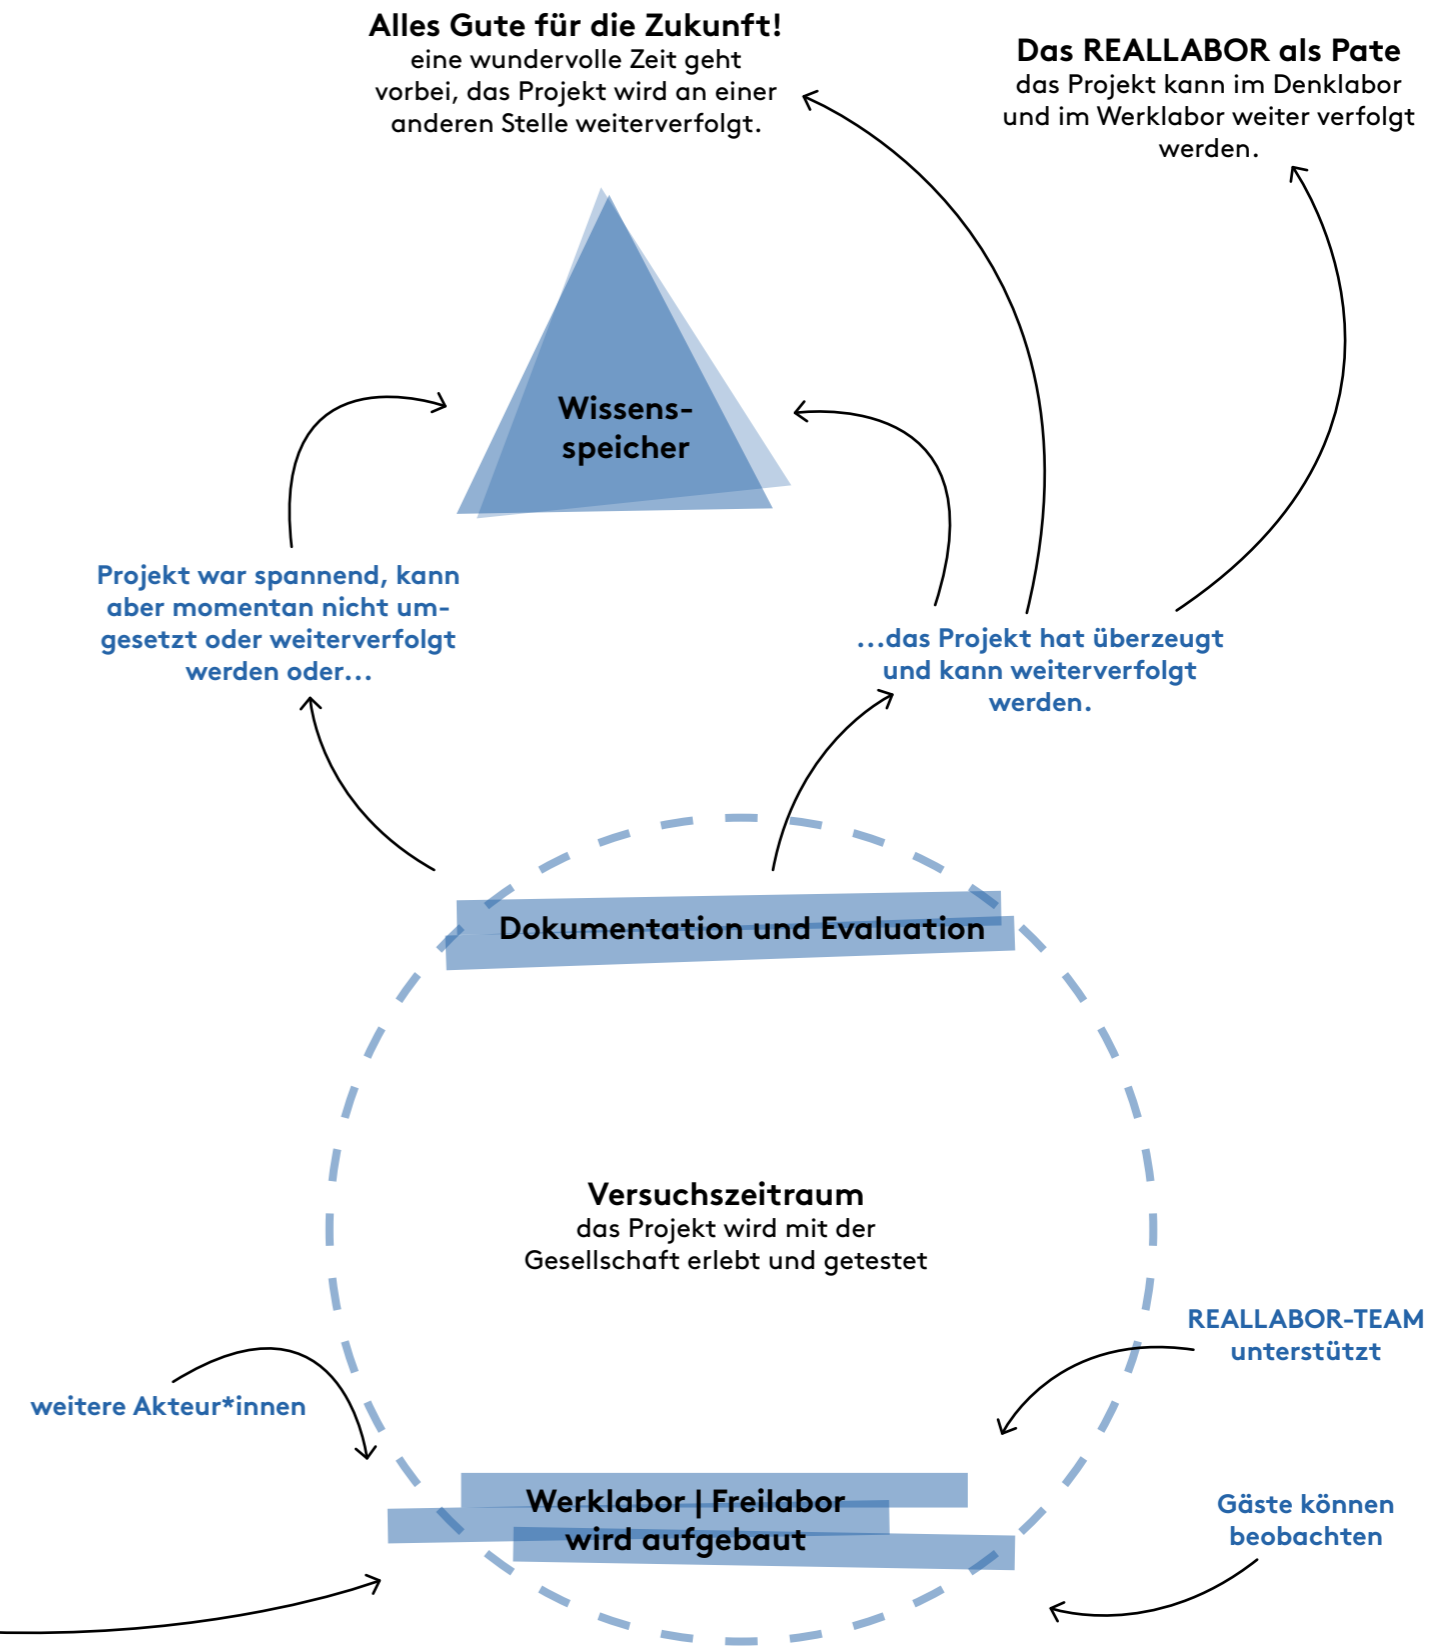 Alles Gute für die Zukunft!
eine wundervolle Zeit geht
vorbei, das Projekt wird an einer
anderen Stelle weiterverfolgt.
Das REALLABOR als Pate
das Projekt kann im Denklabor
und im Werklabor weiter verfolgt
werden.
Wissens-
speicher
Projekt war spannend, kann
aber momentan nicht um-
gesetzt oder weiterverfolgt
werden oder...
...das Projekt hat überzeugt
und kann weiterverfolgt
werden.
Dokumentation und Evaluation
Versuchszeitraum
das Projekt wird mit der
Gesellschaft erlebt und getestet
REALLABOR-TEAM
unterstützt
weitere Akteur*innen
Werklabor | Freilabor
wird aufgebaut
Gäste können
beobachten